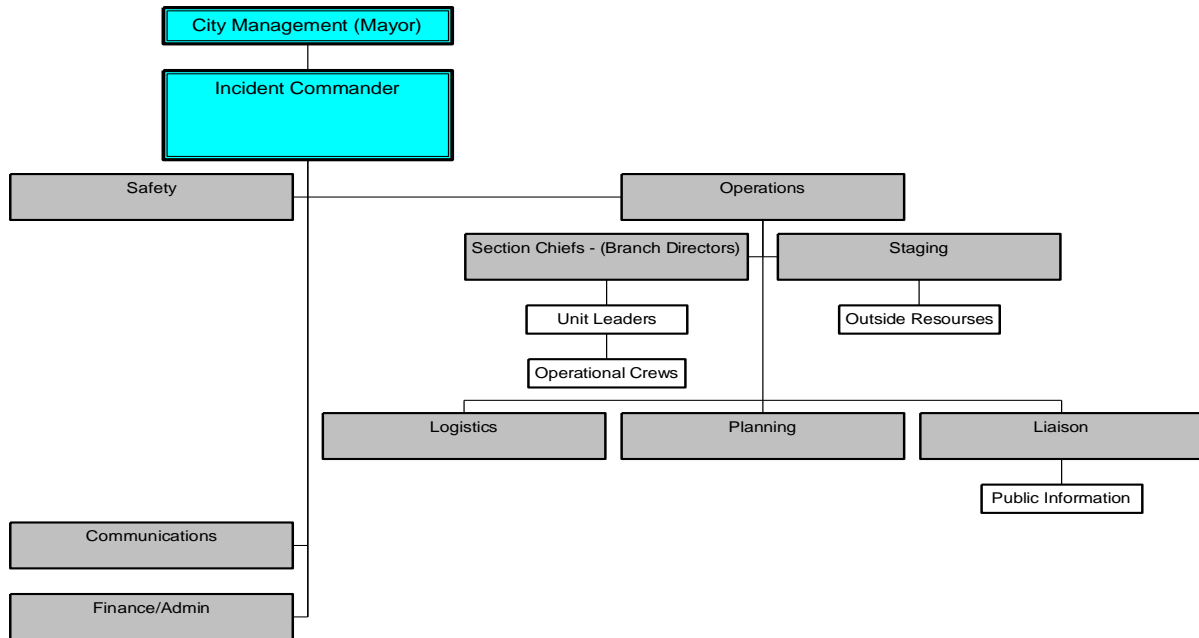 City Management (Mayor)
Incident Commander
Safety
Operations
Section Chiefs - (Branch Directors)
Staging
Unit Leaders
Outside Resourses
Operational Crews
Logistics
Planning
Liaison
Public Information
Communications
Finance/Admin